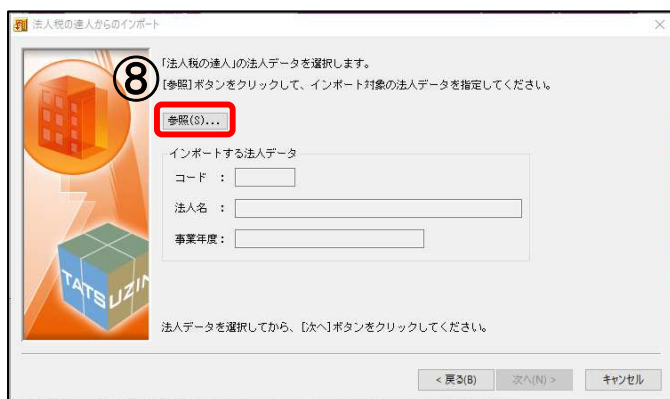 法人税の達人からのインポート
⑧
「法人税の達人」の法人データを選択します。
[参照]ボタンをクリックして、インポート対象の法人データを指定してください。
参照(S)...
インポートする法人データ
コード :
法人名 :
事業年度:
TATSUZIN
法人データを選択してから、[次へ]ボタンをクリックしてください。
< 戻る(B) 次へ(N) > キャンセル